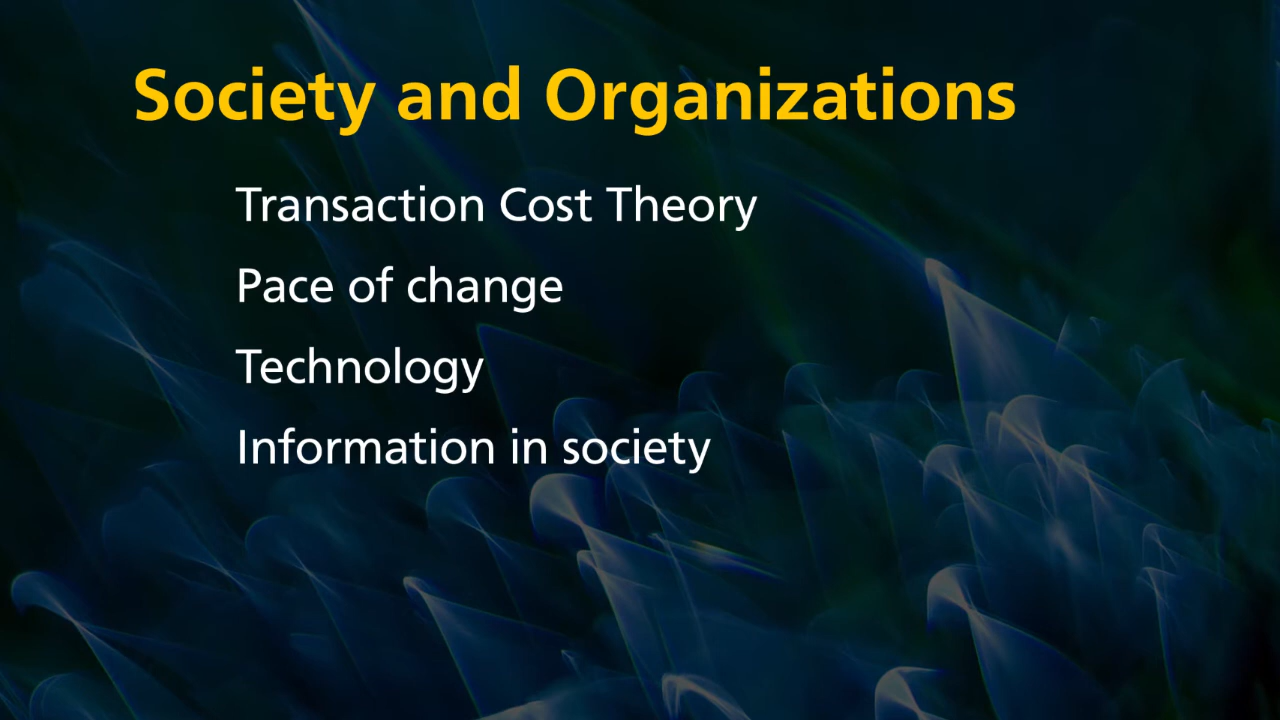 Society and Organizations
Transaction Cost Theory
Pace of change
Technology
Information in society